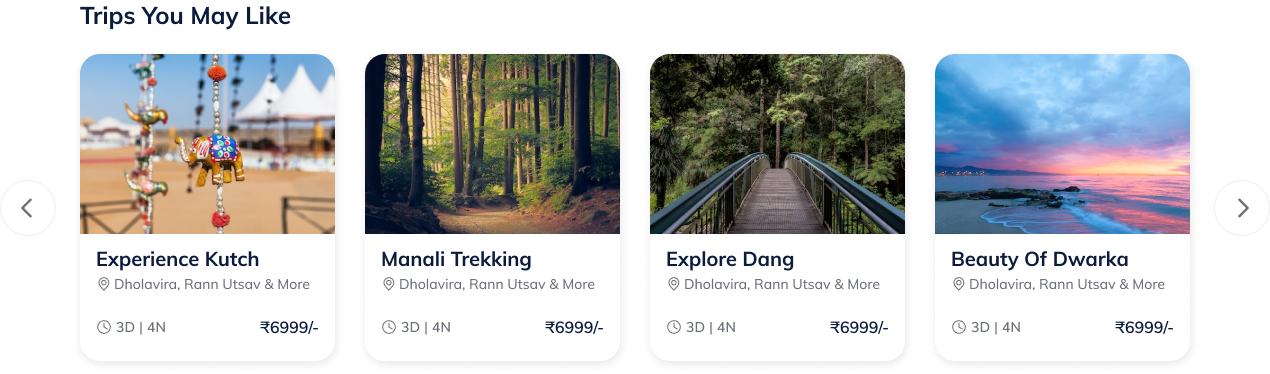 Trips You May Like
Experience Kutch
Dholavira, Rann Utsav & More
3D | 4N ₹6999/-
Manali Trekking
Dholavira, Rann Utsav & More
3D | 4N ₹6999/-
Explore Dang
Dholavira, Rann Utsav & More
3D | 4N ₹6999/-
Beauty Of Dwarka
Dholavira, Rann Utsav & More
3D | 4N ₹6999/-